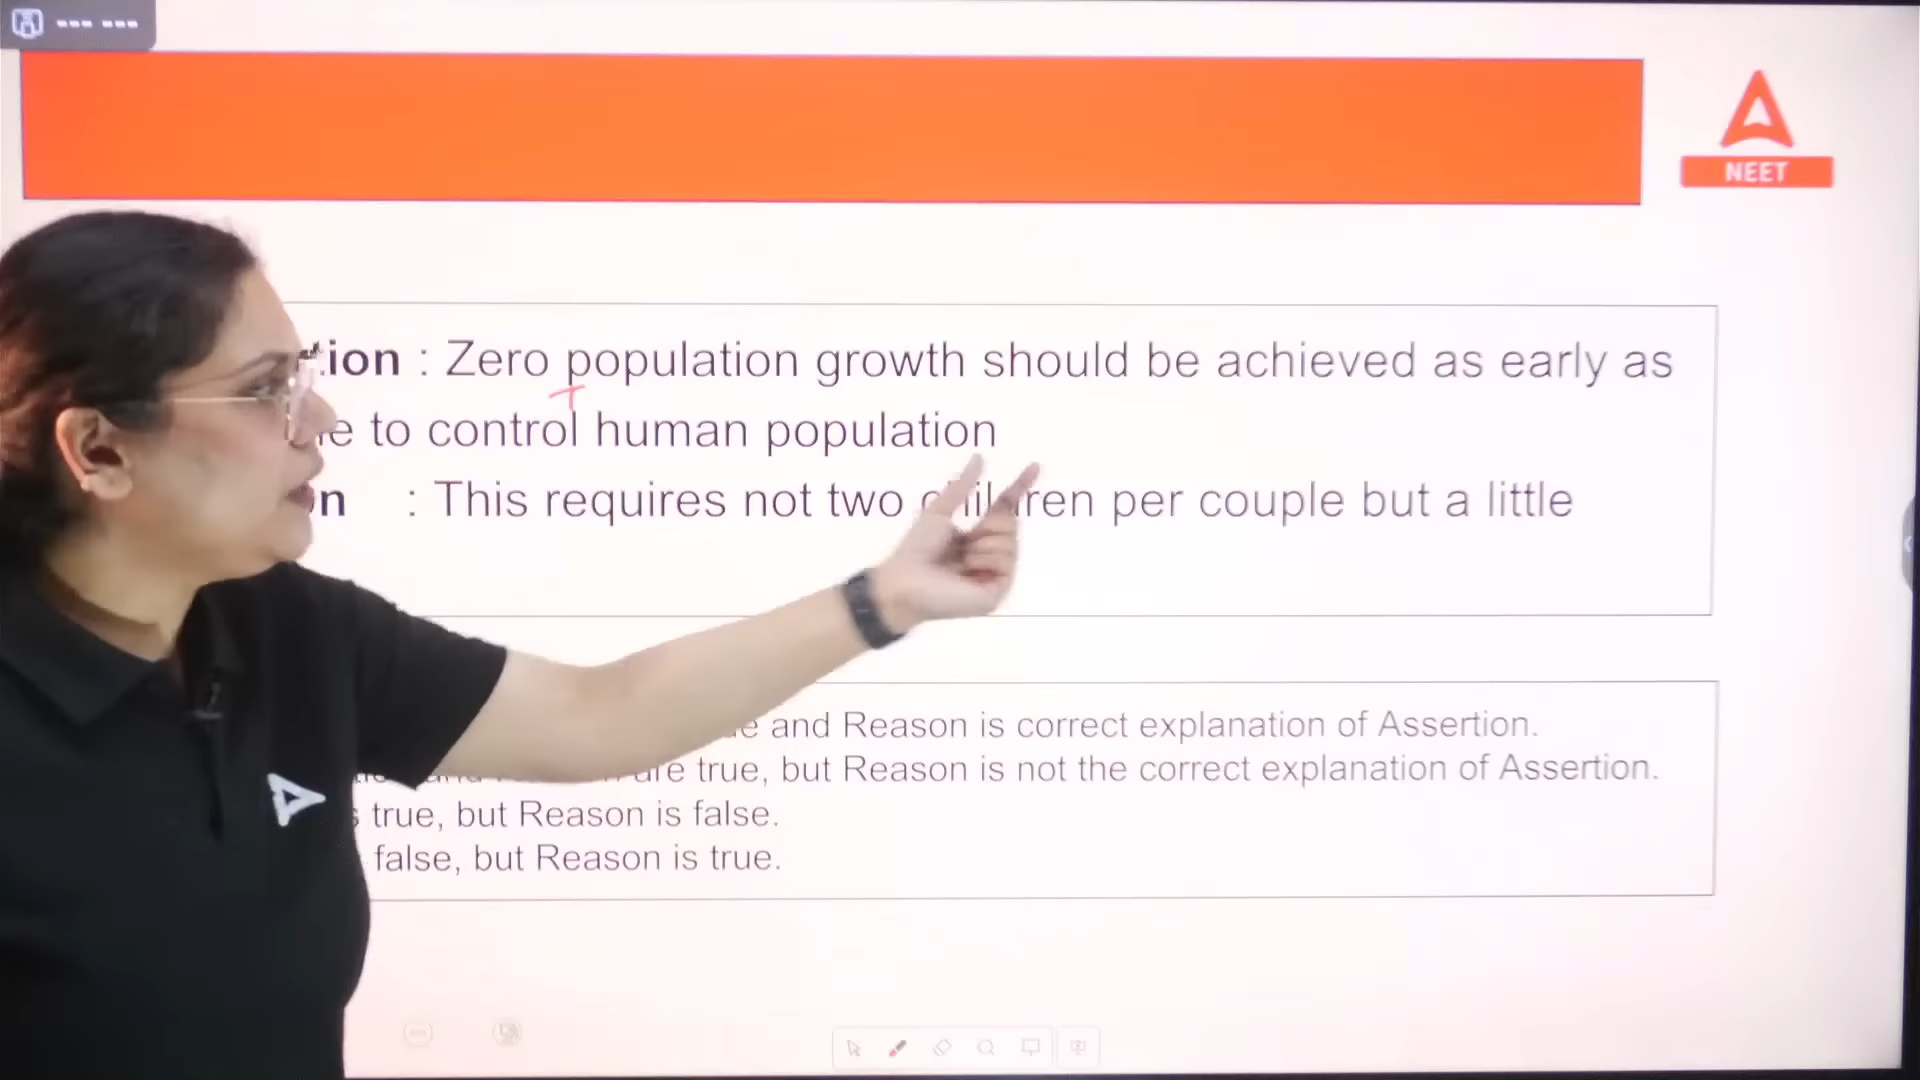 NEET
tion : Zero population growth should be achieved as early as
e to control human population
n : This requires not two children per couple but a little
e and Reason is correct explanation of Assertion.
are true, but Reason is not the correct explanation of Assertion.
true, but Reason is false.
false, but Reason is true.